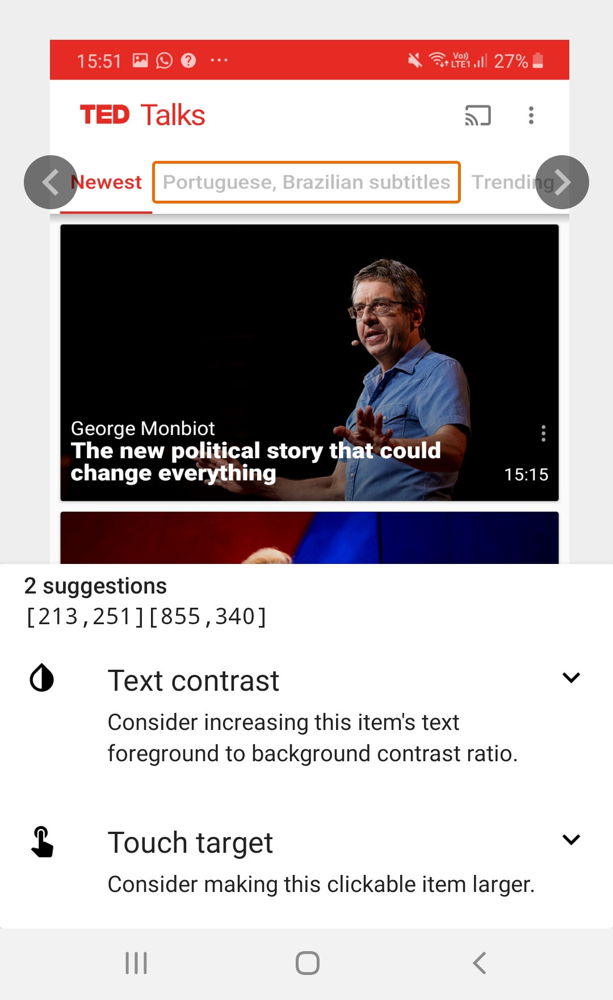 15:51 Vo)) LTE1 27%
TED Talks
Newest Portuguese, Brazilian subtitles Trending
George Monbiot
The new political story that could
change everything
15:15
2 suggestions
[213,251][855,340]
Text contrast
Consider increasing this item's text
foreground to background contrast ratio.
Touch target
Consider making this clickable item larger.